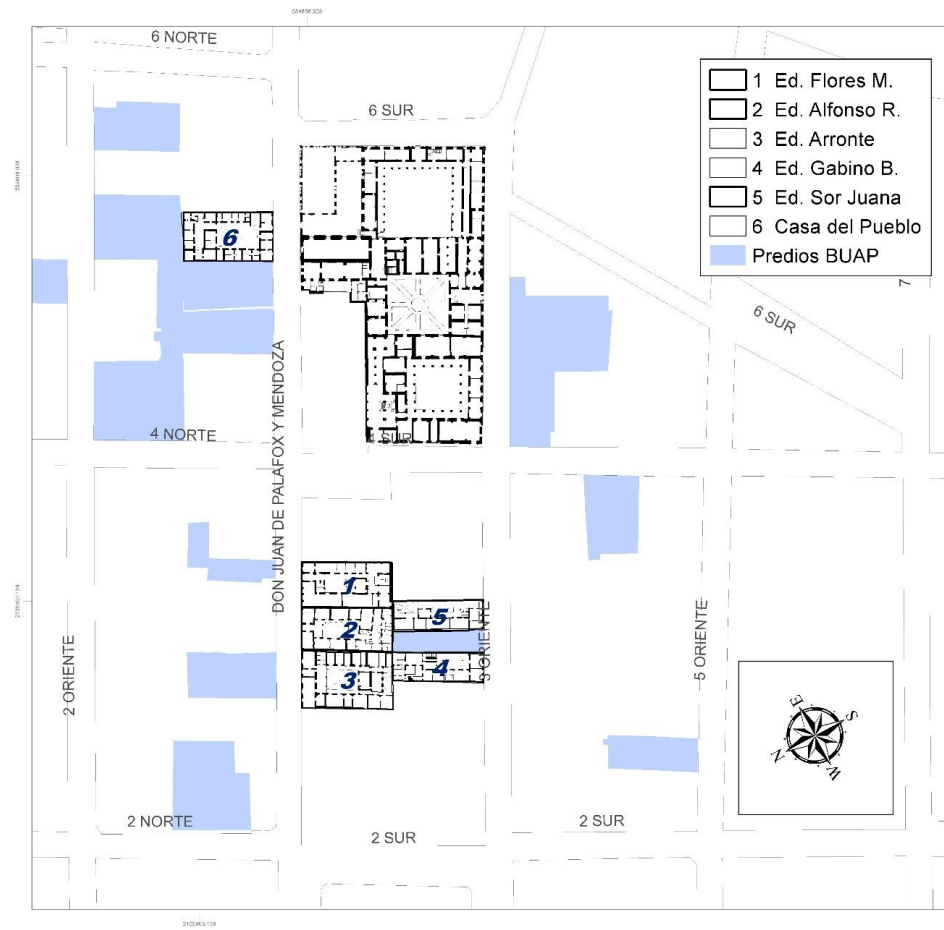 6 NORTE
6 SUR
1 Ed. Flores M.
2 Ed. Alfonso R.
3 Ed. Arronte
4 Ed. Gabino B.
5 Ed. Sor Juana
6 Casa del Pueblo
Predios BUAP
6
7
6 SUR
DON JUAN DE PALAFOX Y MENDOZA
4 NORTE
4 SUR
1
2
3
5
4
3 ORIENTE
2 ORIENTE
5 ORIENTE
E
S
N
W
2 NORTE
2 SUR
2 SUR